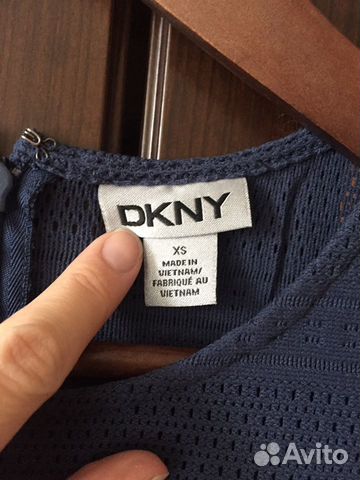 DKNY
XS
MADE IN
VIETNAM/
FABRIQUÉ AU
VIETNAM
Avito